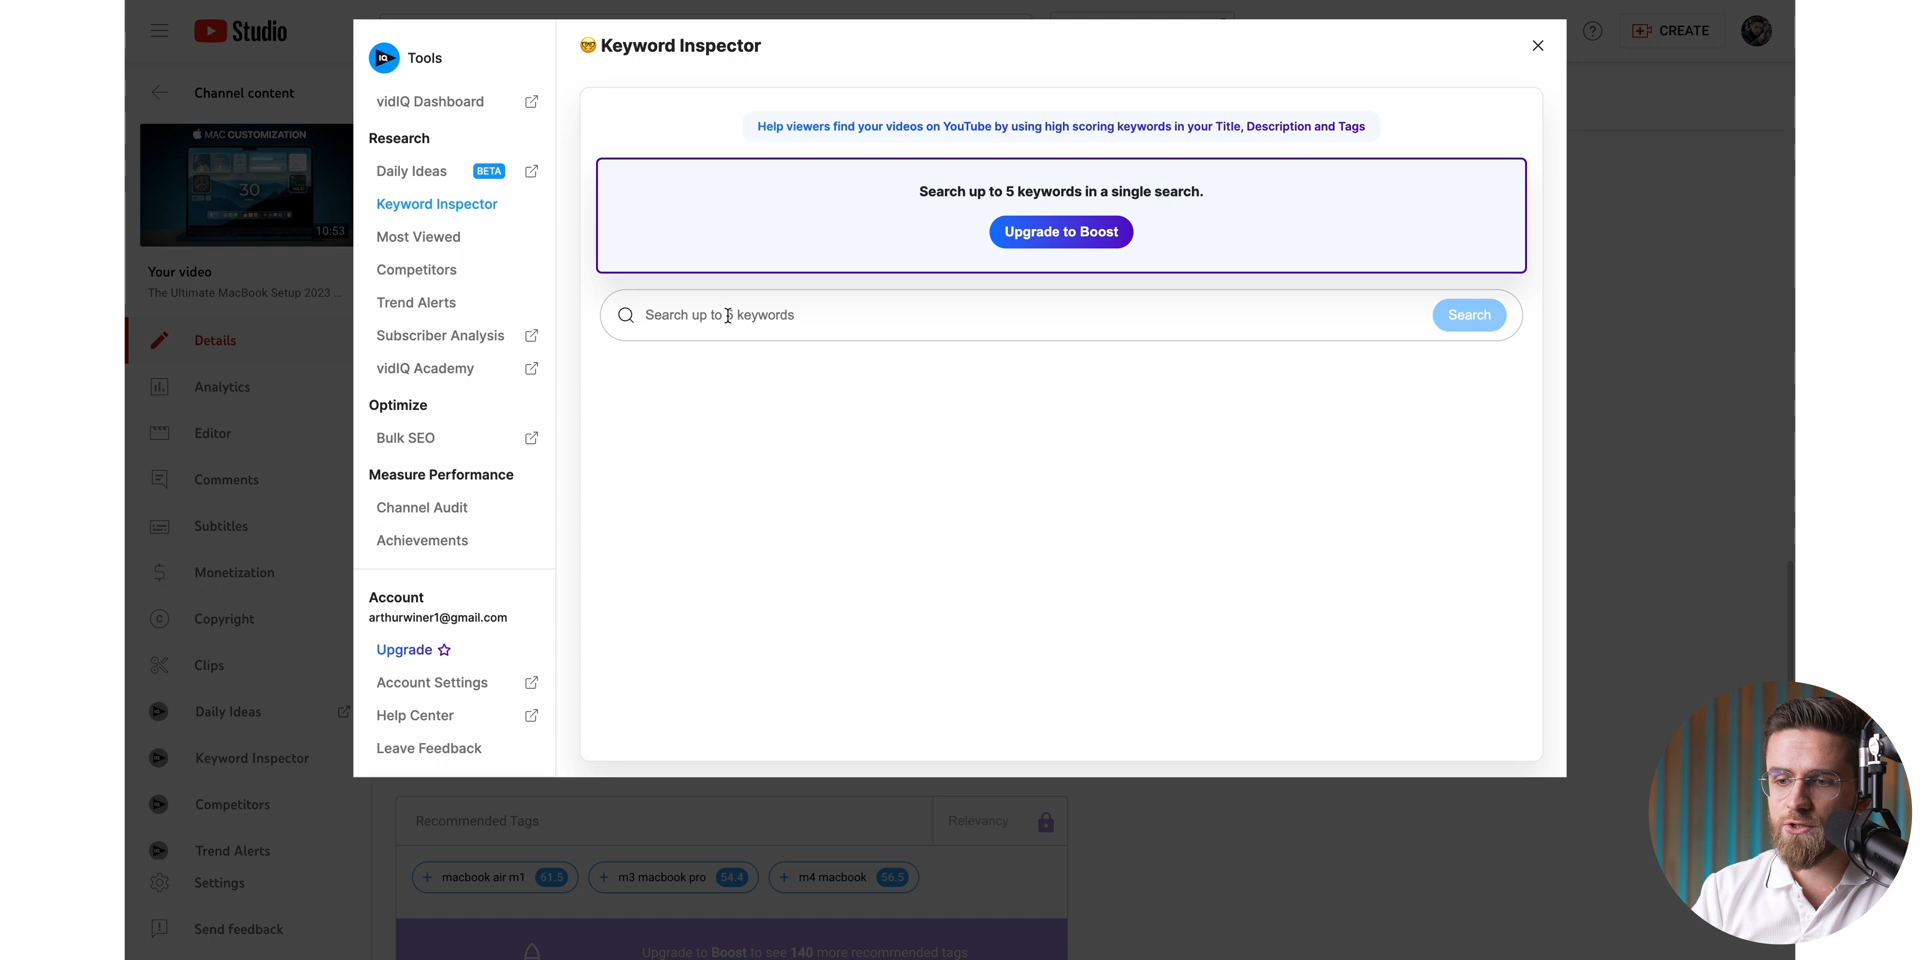 Studio
CREATE
Channel content
MAC CUSTOMIZATION
30
10:53
Your video
The Ultimate MacBook Setup 2023 ...
Details
Analytics
Editor
Comments
Subtitles
Monetization
Copyright
Clips
Daily Ideas
Keyword Inspector
Competitors
Trend Alerts
Settings
Send feedback
IQ
Tools
vidIQ Dashboard
Research
Daily Ideas BETA
Keyword Inspector
Most Viewed
Competitors
Trend Alerts
Subscriber Analysis
vidIQ Academy
Optimize
Bulk SEO
Measure Performance
Channel Audit
Achievements
Account
arthurwiner1@gmail.com
Upgrade
Account Settings
Help Center
Leave Feedback
🤓 Keyword Inspector
Help viewers find your videos on YouTube by using high scoring keywords in your Title, Description and Tags
Search up to 5 keywords in a single search.
Upgrade to Boost
Search up to 5 keywords
Search
Recommended Tags
Relevancy
+ macbook air m1 61.5
+ m3 macbook pro 54.4
+ m4 macbook 56.5
Upgrade to Boost to see 140 more recommended tags